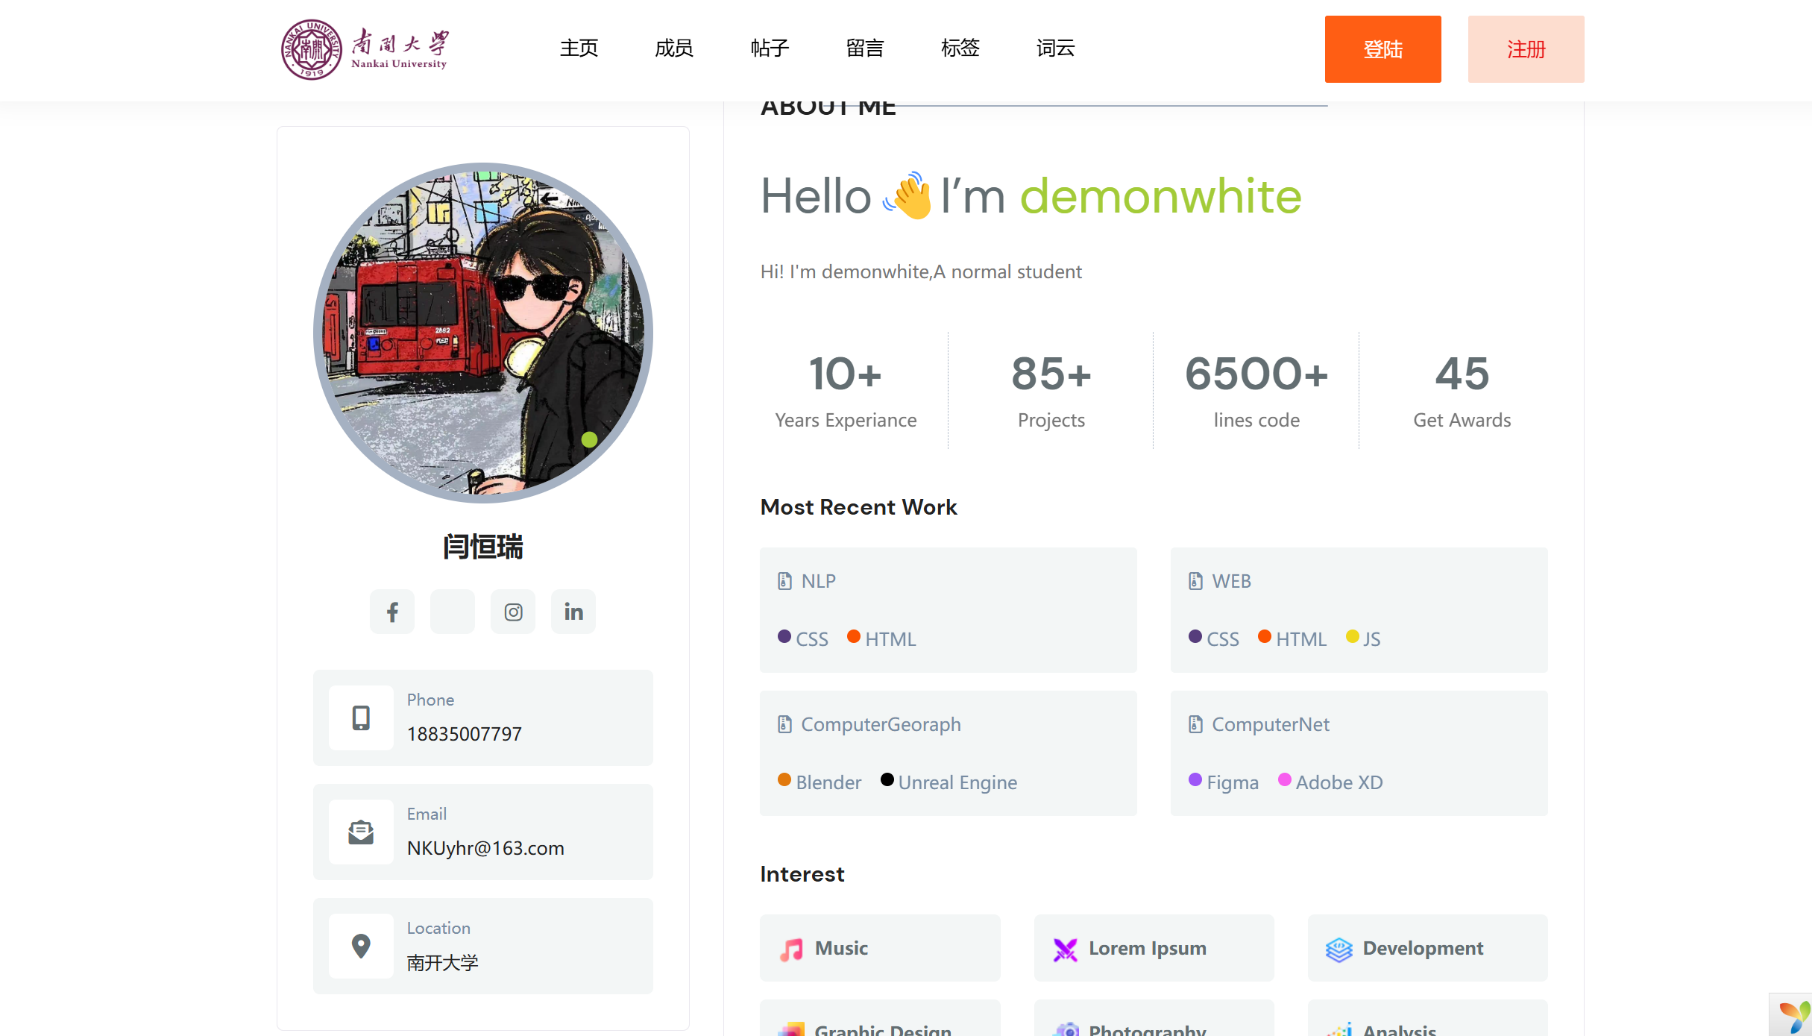 NANKAI UNIVERSITY
1919
南開大學
Nankai University
主页
成员
帖子
留言
标签
词云
登陆
注册
ABOUT ME
Hello 👋 I’m demonwhite
Hi! I'm demonwhite,A normal student
10+
Years Experiance
85+
Projects
6500+
lines code
45
Get Awards
闫恒瑞
Phone
18835007797
Email
NKUyhr@163.com
Location
南开大学
Most Recent Work
NLP
CSS HTML
WEB
CSS HTML JS
ComputerGeoraph
Blender Unreal Engine
ComputerNet
Figma Adobe XD
Interest
Music
Lorem Ipsum
Development
Graphic Design
Photography
Analysis